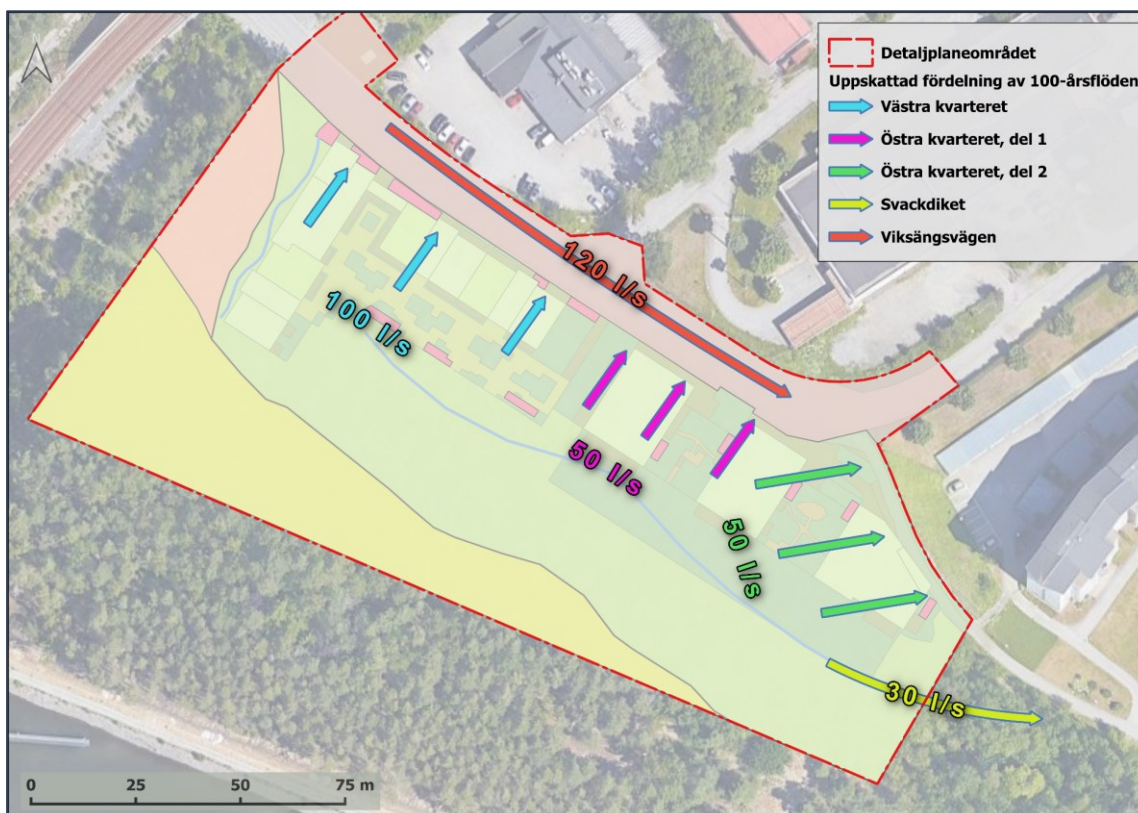 Detaljplaneområdet
Uppskattad fördelning av 100-årsflöden
Västra kvarteret
Östra kvarteret, del 1
Östra kvarteret, del 2
Svackdiket
Viksängsvägen
120 l/s
100 l/s
50 l/s
50 l/s
30 l/s
0 25 50 75 m